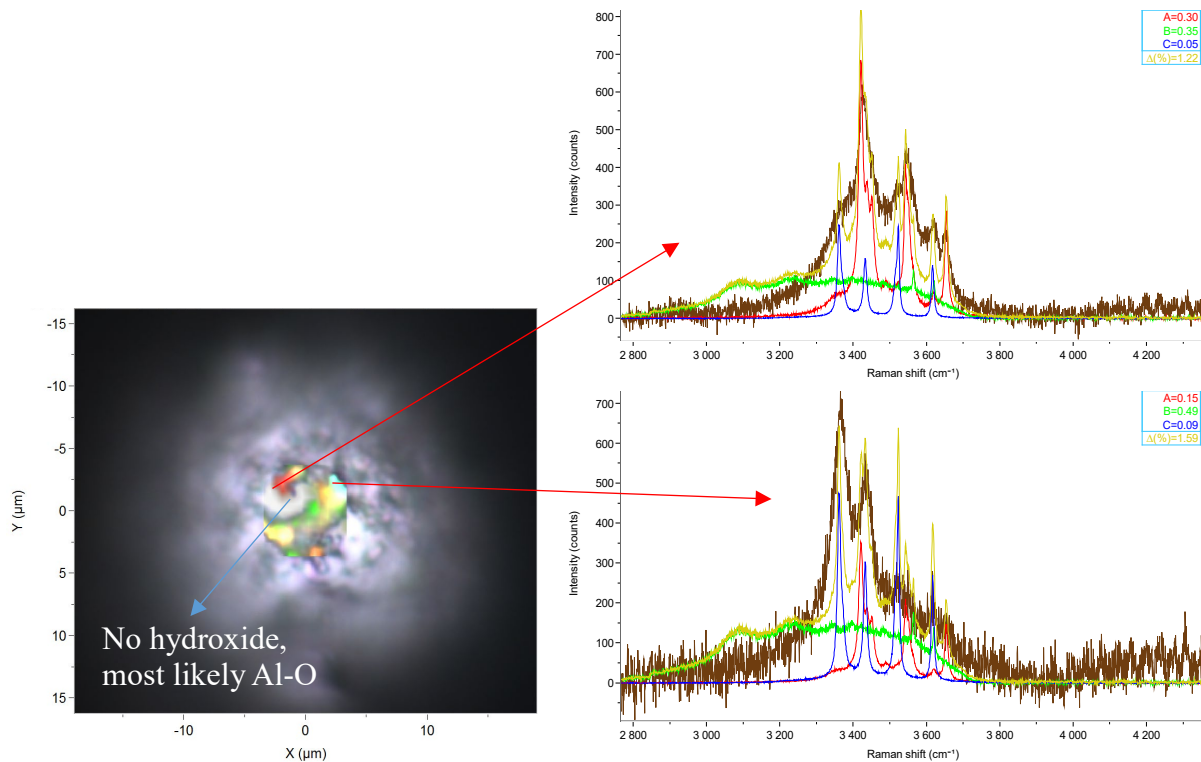 800
700
600
500
400
300
200
100
0
Intensity (counts)
2 800
3 000
3 200
3 400
3 600
3 800
4 000
4 200
Raman shift (cm⁻¹)
A=0.30
B=0.35
C=0.05
Δ(%)=1.22
-15
-10
-5
0
5
10
15
Y (µm)
-10
0
10
X (µm)
No hydroxide,
most likely Al-O
700
600
500
400
300
200
100
0
Intensity (counts)
2 800
3 000
3 200
3 400
3 600
3 800
4 000
4 200
Raman shift (cm⁻¹)
A=0.15
B=0.49
C=0.09
Δ(%)=1.59